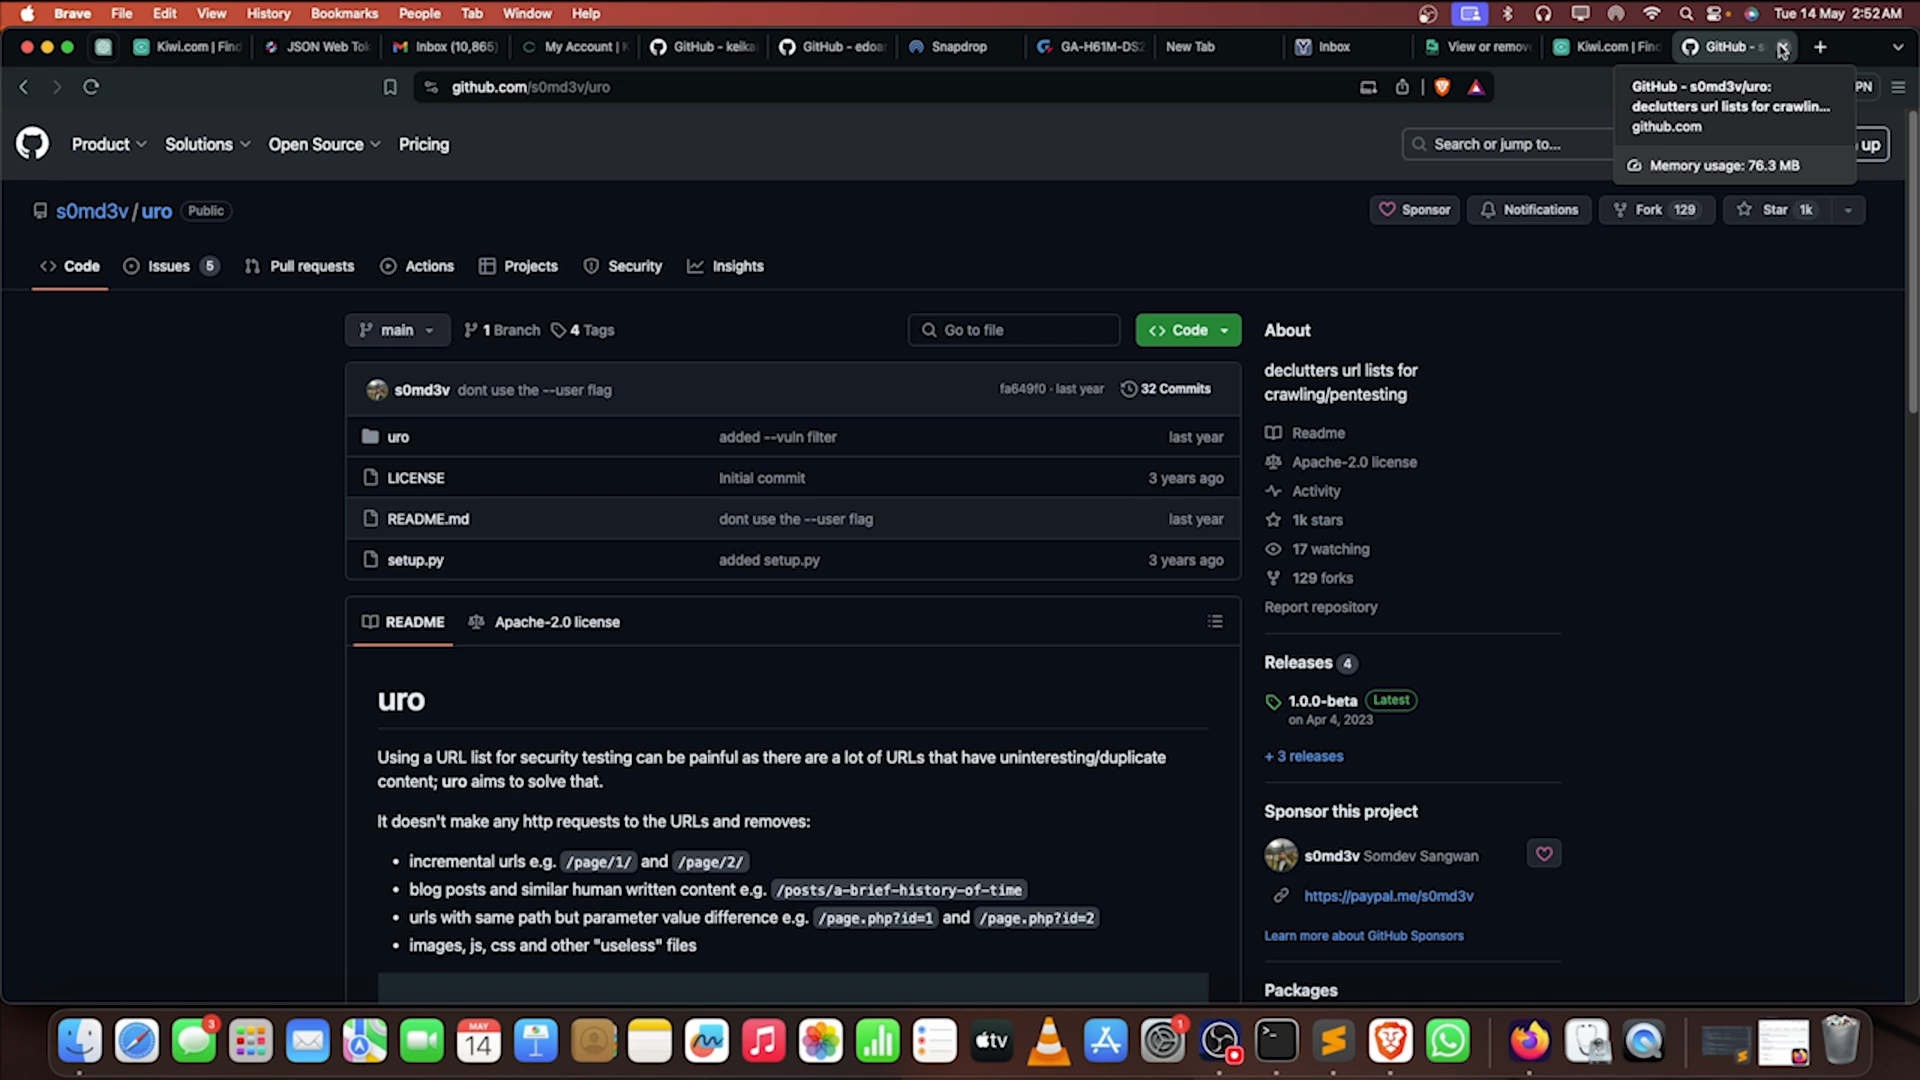 Brave File Edit View History Bookmarks People Tab Window Help Tue 14 May 2:52 AM
Kiwi.com | Find JSON Web Tok Inbox (10,865) My Account | K GitHub - keika GitHub - edoar Snapdrop GA-H61M-DS2 New Tab Inbox View or remov Kiwi.com | Find GitHub - s
github.com/s0md3v/uro PN
GitHub - s0md3v/uro:
declutters url lists for crawlin...
github.com
Memory usage: 76.3 MB
Product Solutions Open Source Pricing Search or jump to... up
s0md3v / uro Public Sponsor Notifications Fork 129 Star 1k
Code Issues 5 Pull requests Actions Projects Security Insights
main 1 Branch 4 Tags Go to file Code
s0md3v dont use the --user flag fa649f0 · last year 32 Commits
uro added --vuln filter last year
LICENSE Initial commit 3 years ago
README.md dont use the --user flag last year
setup.py added setup.py 3 years ago
README Apache-2.0 license
uro
Using a URL list for security testing can be painful as there are a lot of URLs that have uninteresting/duplicate
content; uro aims to solve that.
It doesn't make any http requests to the URLs and removes:
• incremental urls e.g. /page/1/ and /page/2/
• blog posts and similar human written content e.g. /posts/a-brief-history-of-time
• urls with same path but parameter value difference e.g. /page.php?id=1 and /page.php?id=2
• images, js, css and other "useless" files
About
declutters url lists for
crawling/pentesting
Readme
Apache-2.0 license
Activity
1k stars
17 watching
129 forks
Report repository
Releases 4
1.0.0-beta Latest
on Apr 4, 2023
+ 3 releases
Sponsor this project
s0md3v Somdev Sangwan
https://paypal.me/s0md3v
Learn more about GitHub Sponsors
Packages
3
MAY
14
tv
1